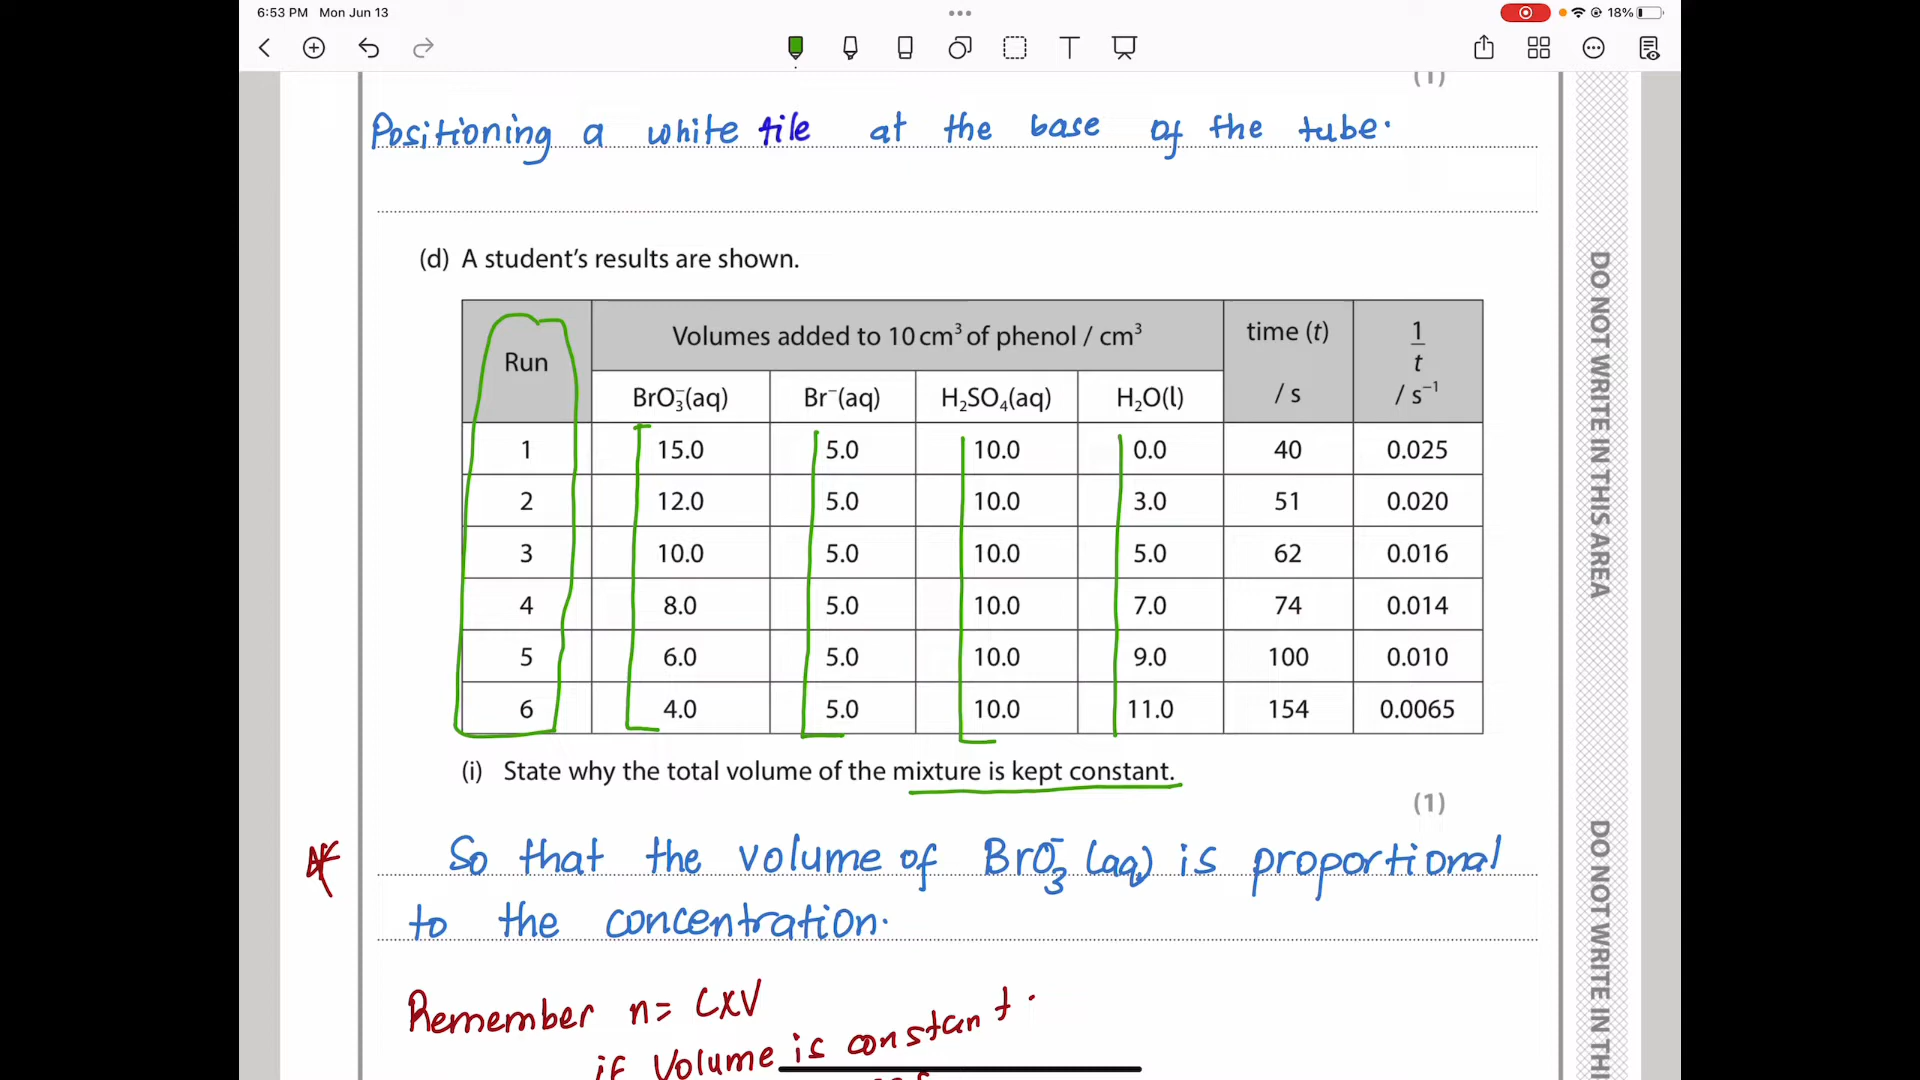 6:53 PM Mon Jun 13
18%
(1)
Positioning a white tile at the base of the tube.
(d) A student's results are shown.
Run Volumes added to 10 cm³ of phenol / cm³ time (t) / s 1/t / s⁻¹
BrO₃⁻(aq) Br⁻(aq) H₂SO₄(aq) H₂O(l)
1 15.0 5.0 10.0 0.0 40 0.025
2 12.0 5.0 10.0 3.0 51 0.020
3 10.0 5.0 10.0 5.0 62 0.016
4 8.0 5.0 10.0 7.0 74 0.014
5 6.0 5.0 10.0 9.0 100 0.010
6 4.0 5.0 10.0 11.0 154 0.0065
(i) State why the total volume of the mixture is kept constant.
(1)
So that the volume of BrO₃⁻ (aq) is proportional
to the concentration.
Remember n= CXV
if Volume is constant.
DO NOT WRITE IN THIS AREA
DO NOT WRITE IN TH